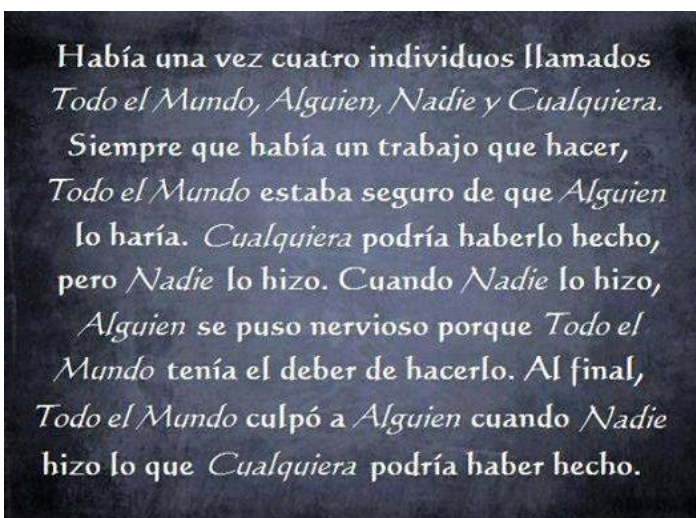 Había una vez cuatro individuos llamados
Todo el Mundo, Alguien, Nadie y Cualquiera.
Siempre que había un trabajo que hacer,
Todo el Mundo estaba seguro de que Alguien
lo haría. Cualquiera podría haberlo hecho,
pero Nadie lo hizo. Cuando Nadie lo hizo,
Alguien se puso nervioso porque Todo el
Mundo tenía el deber de hacerlo. Al final,
Todo el Mundo culpó a Alguien cuando Nadie
hizo lo que Cualquiera podría haber hecho.